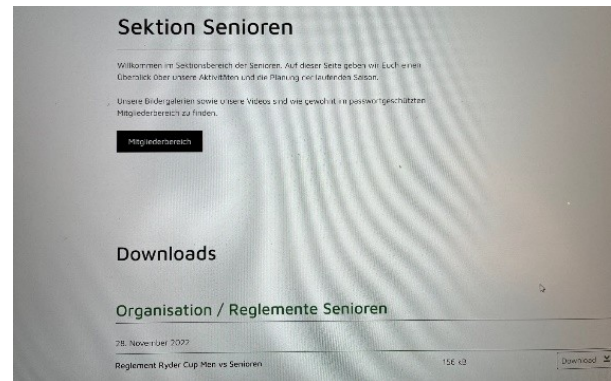 Sektion Senioren
Willkommen im Sektionsbereich der Senioren. Auf dieser Seite geben wir Euch einen
Überblick über unsere Aktivitäten und die Planung der laufenden Saison.
Unsere Bildergalerien sowie unsere Videos sind wie gewohnt im passwortgeschützten
Mitgliederbereich zu finden.
Mitgliederbereich
Downloads
Organisation / Reglemente Senioren
28. November 2022
Reglement Ryder Cup Men vs Senioren 156 kB Download